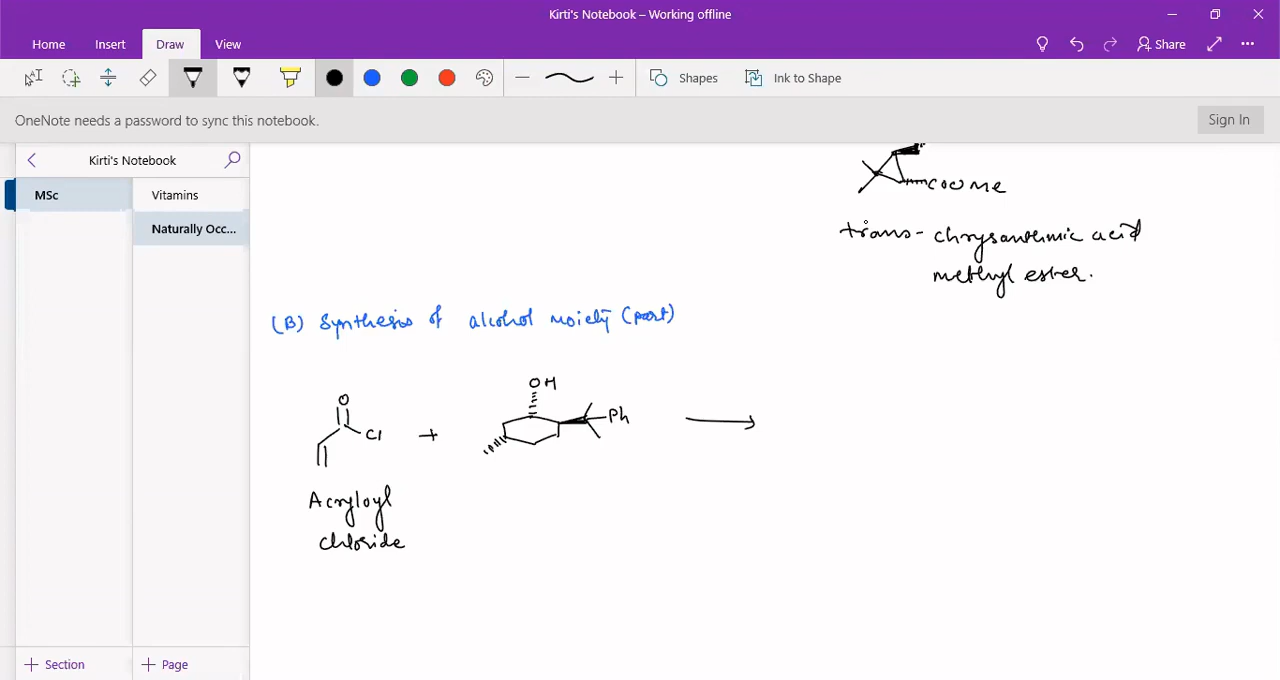 Kirti's Notebook – Working offline
Home Insert Draw View
Share
Shapes Ink to Shape
OneNote needs a password to sync this notebook.
Sign In
Kirti's Notebook
MSc
Vitamins
Naturally Occ...
COOMe
trans- chrysanthimic acid
methyl ester.
(B) Synthesis of alcohol moiety (part)
O
Cl
+
OH
Ph
Acryloyl
chloride
Section
Page